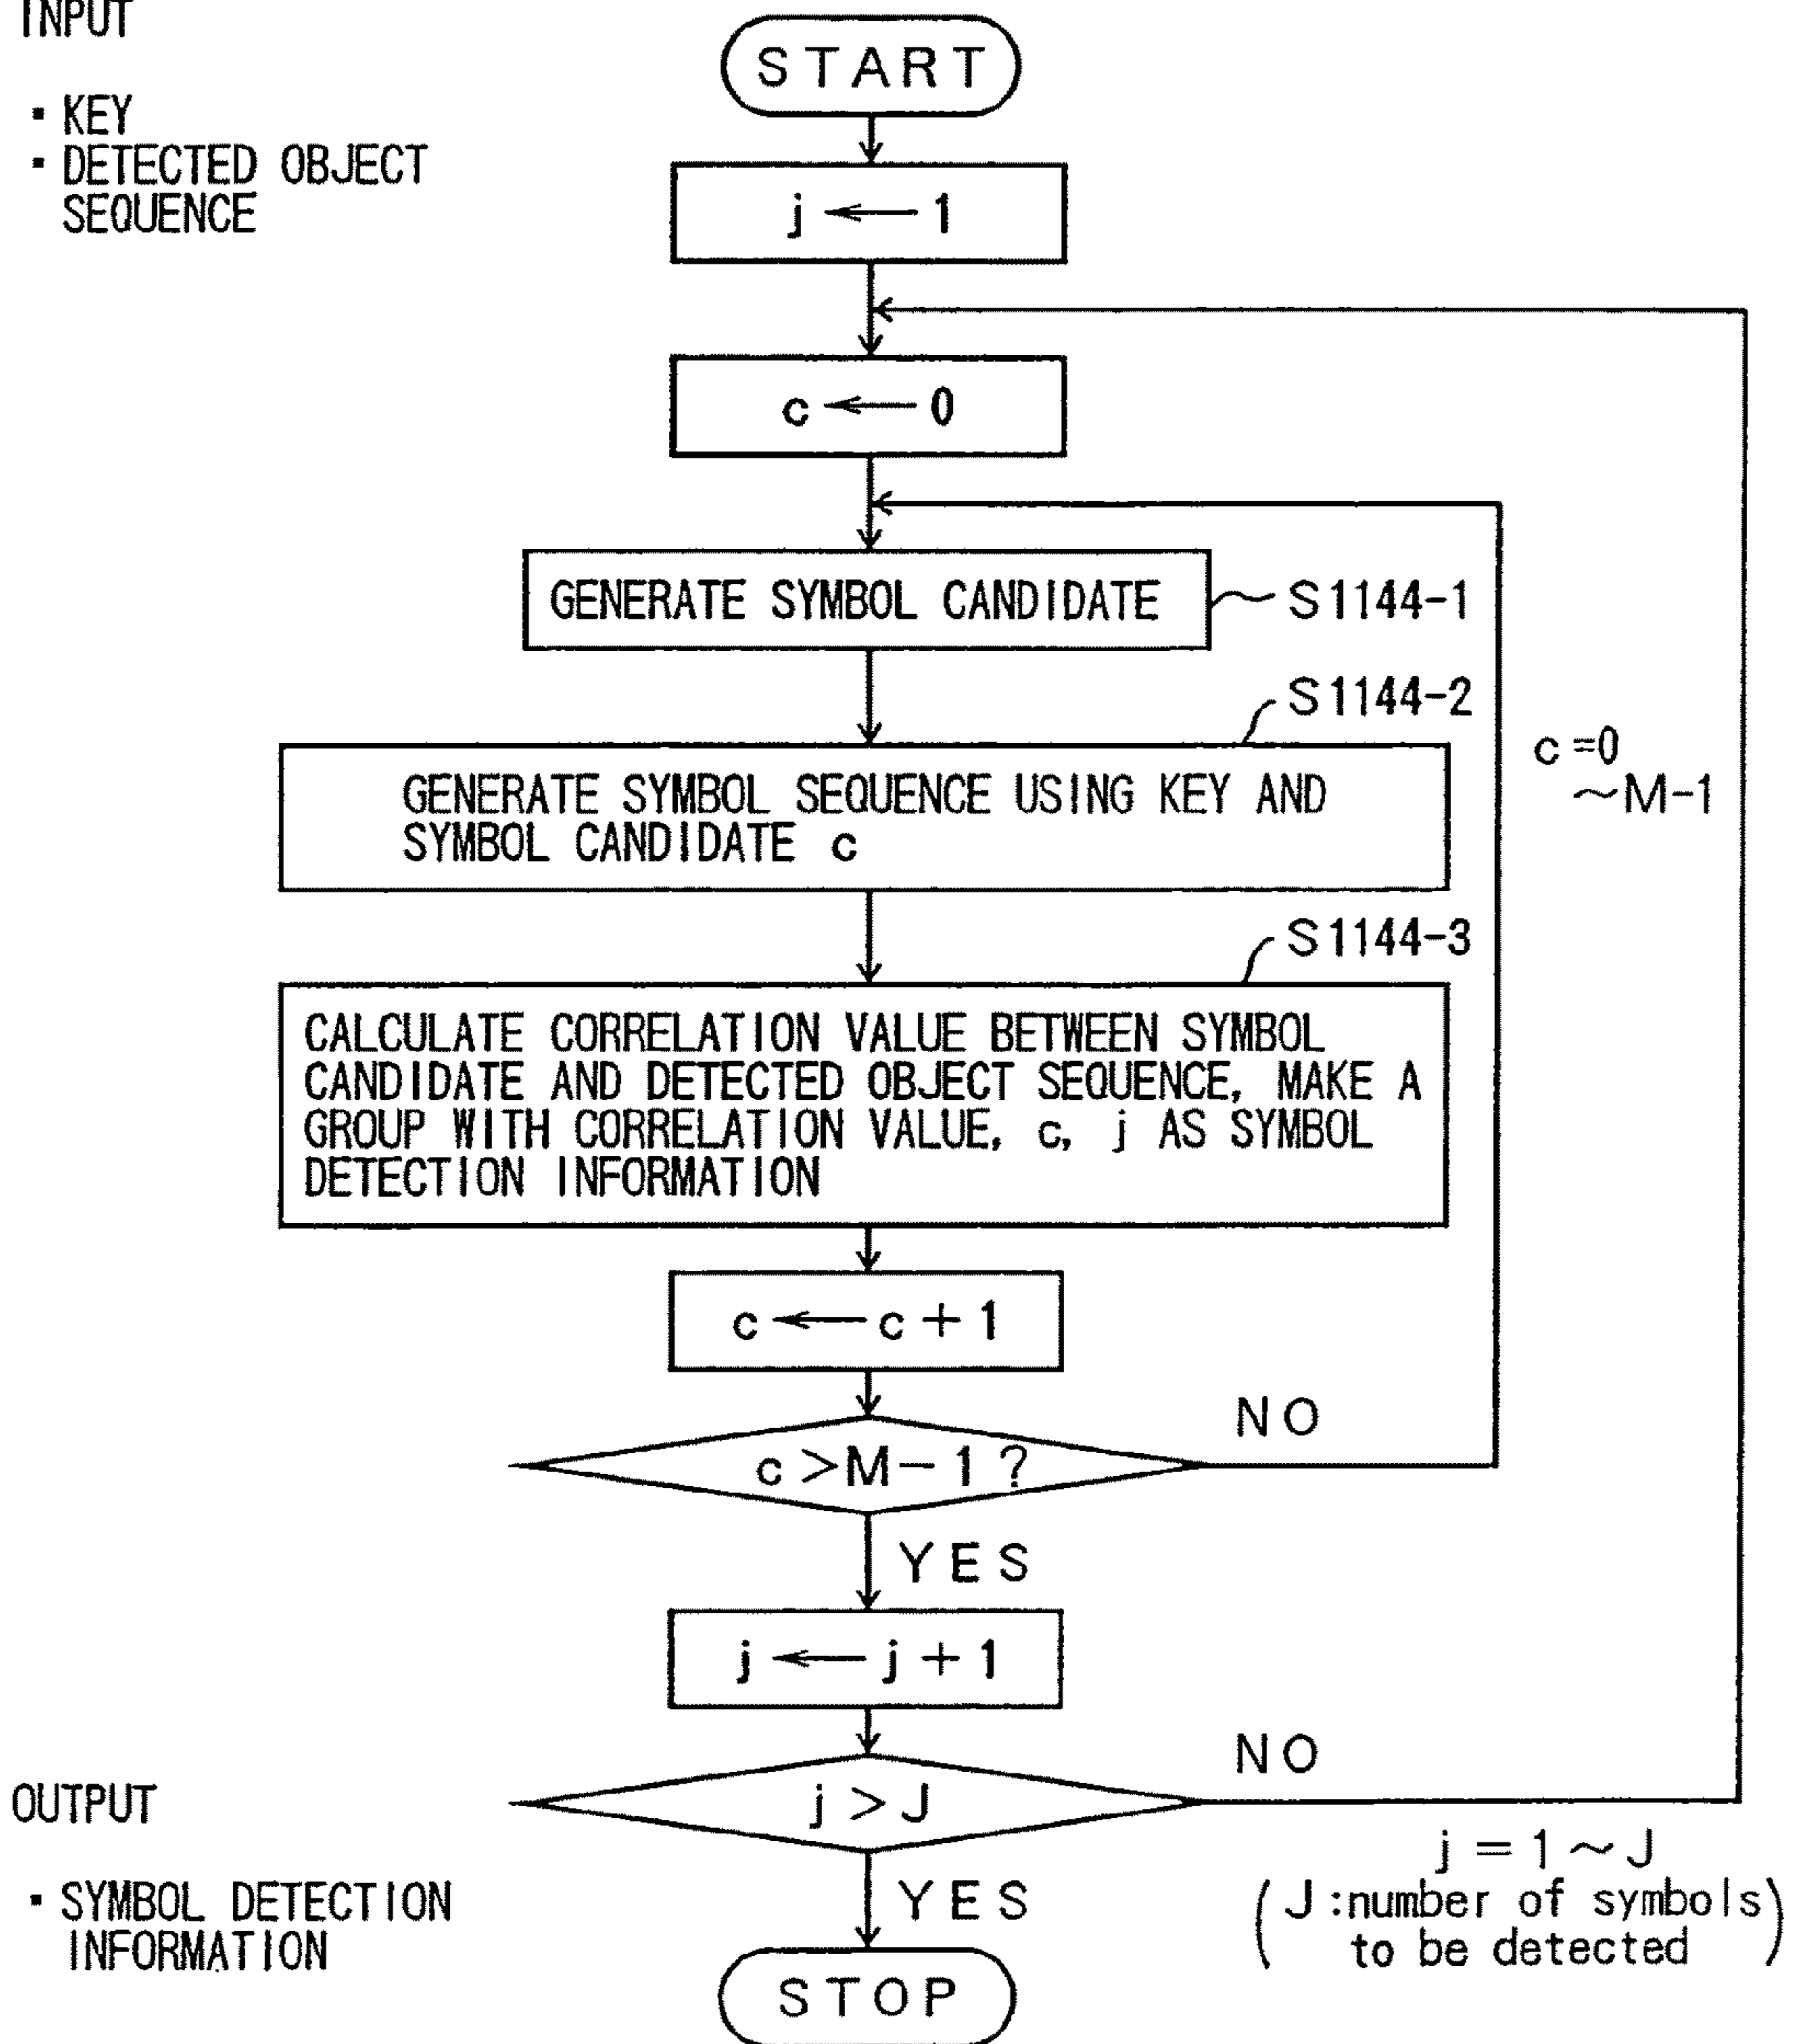 INPUT
▪ KEY
▪ DETECTED OBJECT
SEQUENCE
START
j ← 1
c ← 0
GENERATE SYMBOL CANDIDATE
S1144-1
S1144-2
GENERATE SYMBOL SEQUENCE USING KEY AND
SYMBOL CANDIDATE c
c=0
~M-1
S1144-3
CALCULATE CORRELATION VALUE BETWEEN SYMBOL
CANDIDATE AND DETECTED OBJECT SEQUENCE, MAKE A
GROUP WITH CORRELATION VALUE, c, j AS SYMBOL
DETECTION INFORMATION
c ← c + 1
c > M - 1 ?
NO
YES
j ← j + 1
j > J
NO
YES
j = 1 ~ J
(J:number of symbols
to be detected)
STOP
OUTPUT
▪ SYMBOL DETECTION
INFORMATION